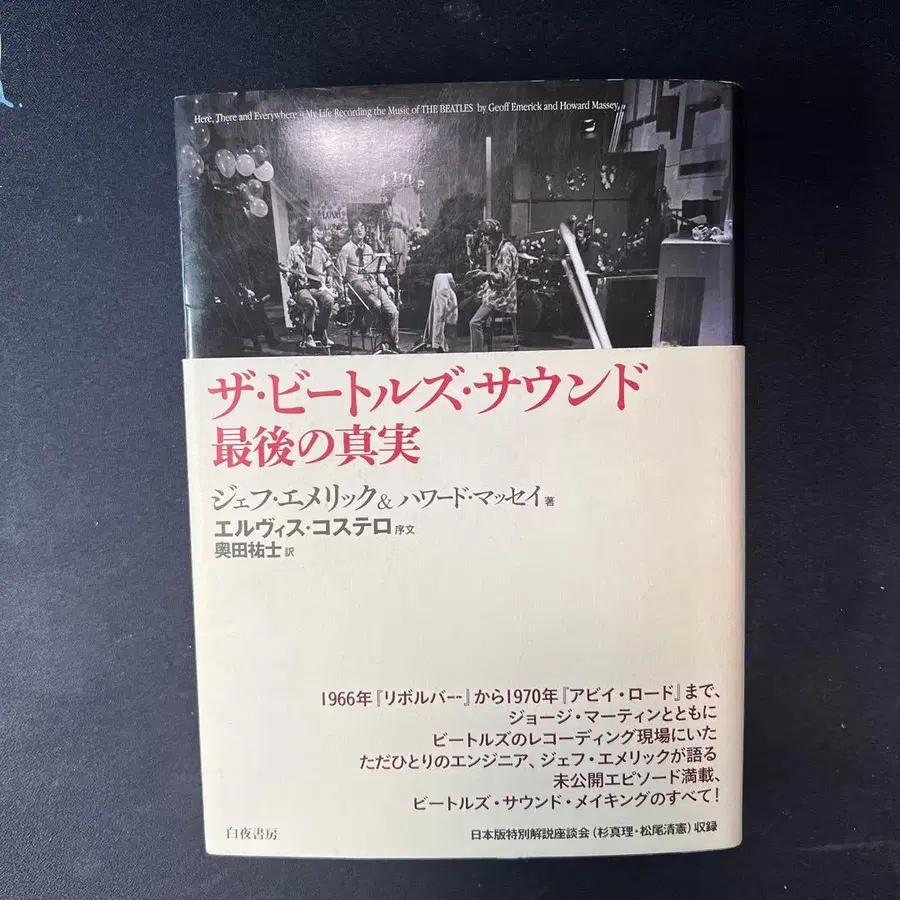 Here, There and Everywhere – My Life Recording the Music of THE BEATLES by Geoff Emerick and Howard Massey
LOVE
ザ・ビートルズ・サウンド
最後の真実
ジェフ・エメリック&ハワード・マッセイ 著
エルヴィス・コステロ 序文
奥田祐士 訳
1966年『リボルバー』から1970年『アビイ・ロード』まで、
ジョージ・マーティンとともに
ビートルズのレコーディング現場にいた
ただひとりのエンジニア、ジェフ・エメリックが語る
未公開エピソード満載、
ビートルズ・サウンド・メイキングのすべて!
白夜書房
日本版特別解説座談会(杉真理・松尾清憲)収録